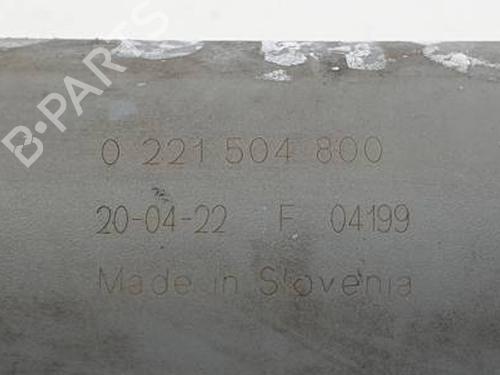 B-PARTS
0 221 504 800
20-04-22 F 04199
Made in Slovenia